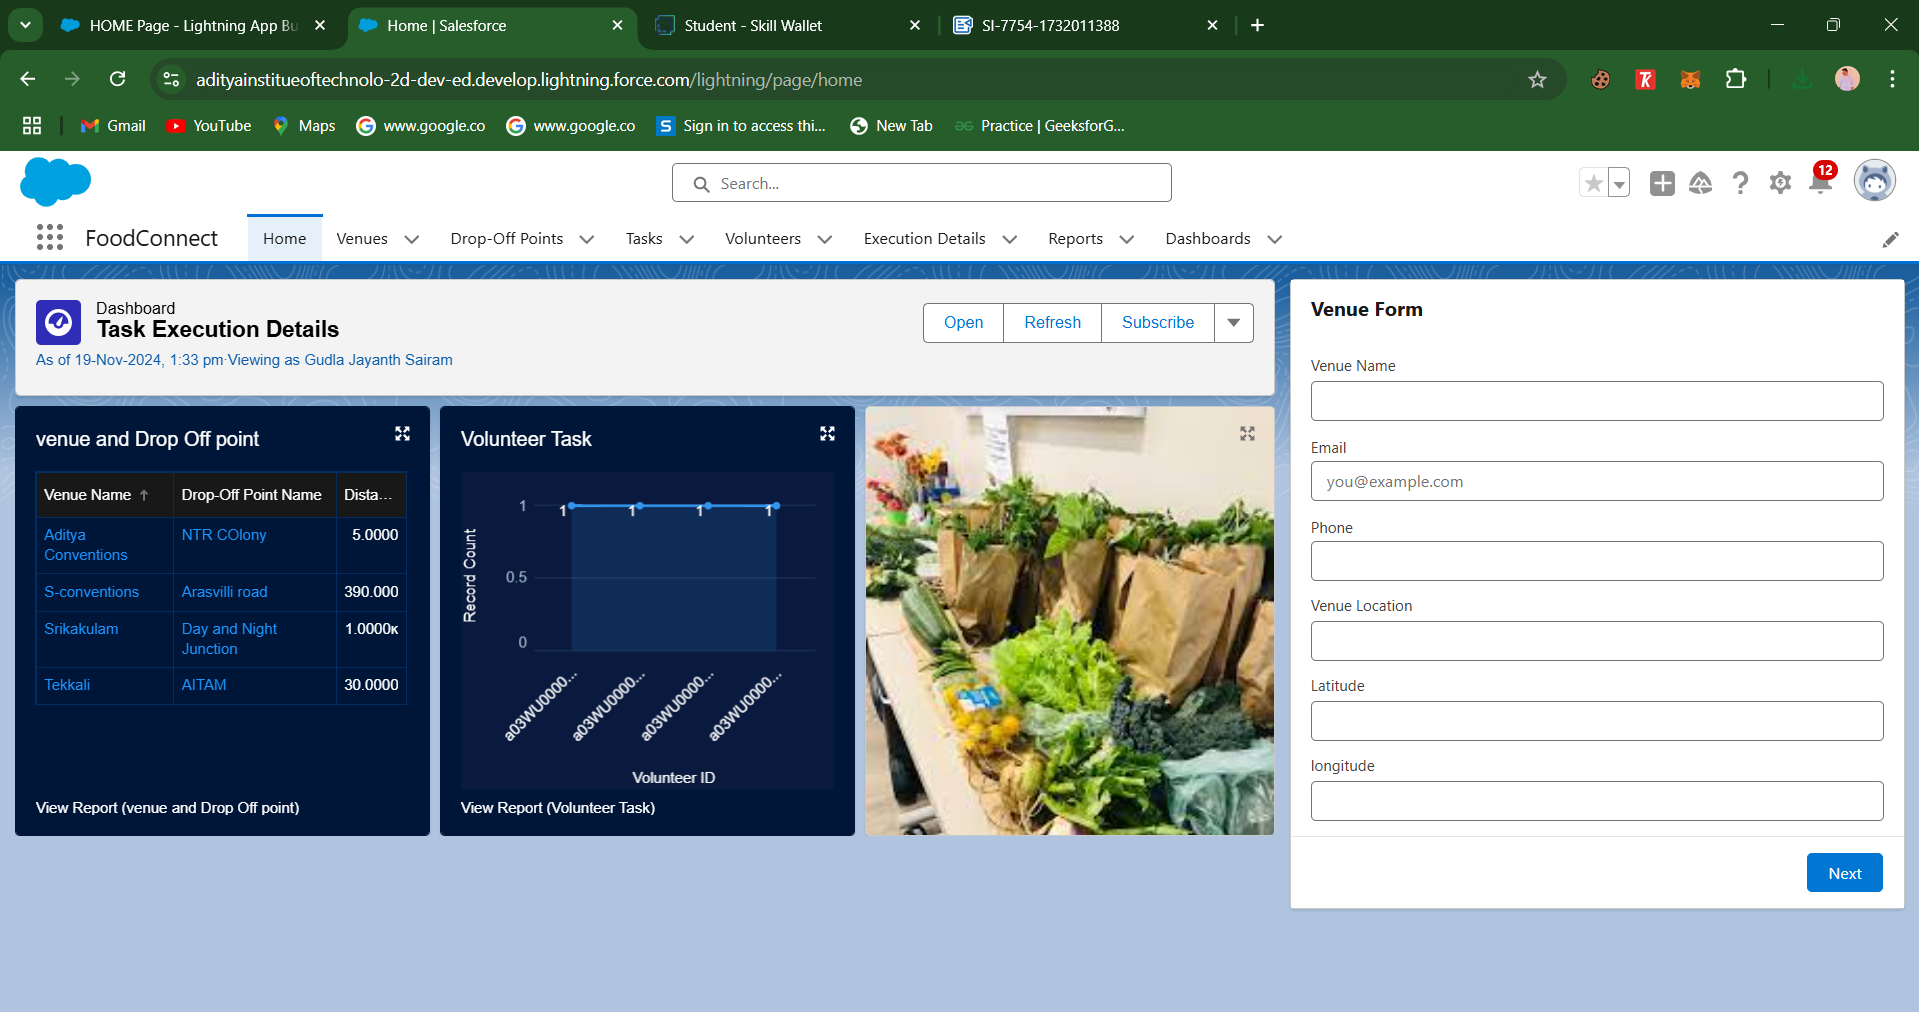 HOME Page - Lightning App Bu
Home | Salesforce
Student - Skill Wallet
SI-7754-1732011388
adityainstitueoftechnolo-2d-dev-ed.develop.lightning.force.com/lightning/page/home
Gmail
YouTube
Maps
www.google.co
www.google.co
Sign in to access thi...
New Tab
Practice | GeeksforG...
Search...
12
FoodConnect
Home
Venues
Drop-Off Points
Tasks
Volunteers
Execution Details
Reports
Dashboards
Dashboard
Task Execution Details
As of 19-Nov-2024, 1:33 pm·Viewing as Gudla Jayanth Sairam
Open
Refresh
Subscribe
venue and Drop Off point
Venue Name ↑ Drop-Off Point Name Dista...
Aditya Conventions NTR COlony 5.0000
S-conventions Arasvilli road 390.000
Srikakulam Day and Night Junction 1.0000K
Tekkali AITAM 30.0000
View Report (venue and Drop Off point)
Volunteer Task
Record Count
1
0.5
0
1 1 1 1
a03WU0000... a03WU0000... a03WU0000... a03WU0000...
Volunteer ID
View Report (Volunteer Task)
Venue Form
Venue Name
Email
you@example.com
Phone
Venue Location
Latitude
longitude
Next